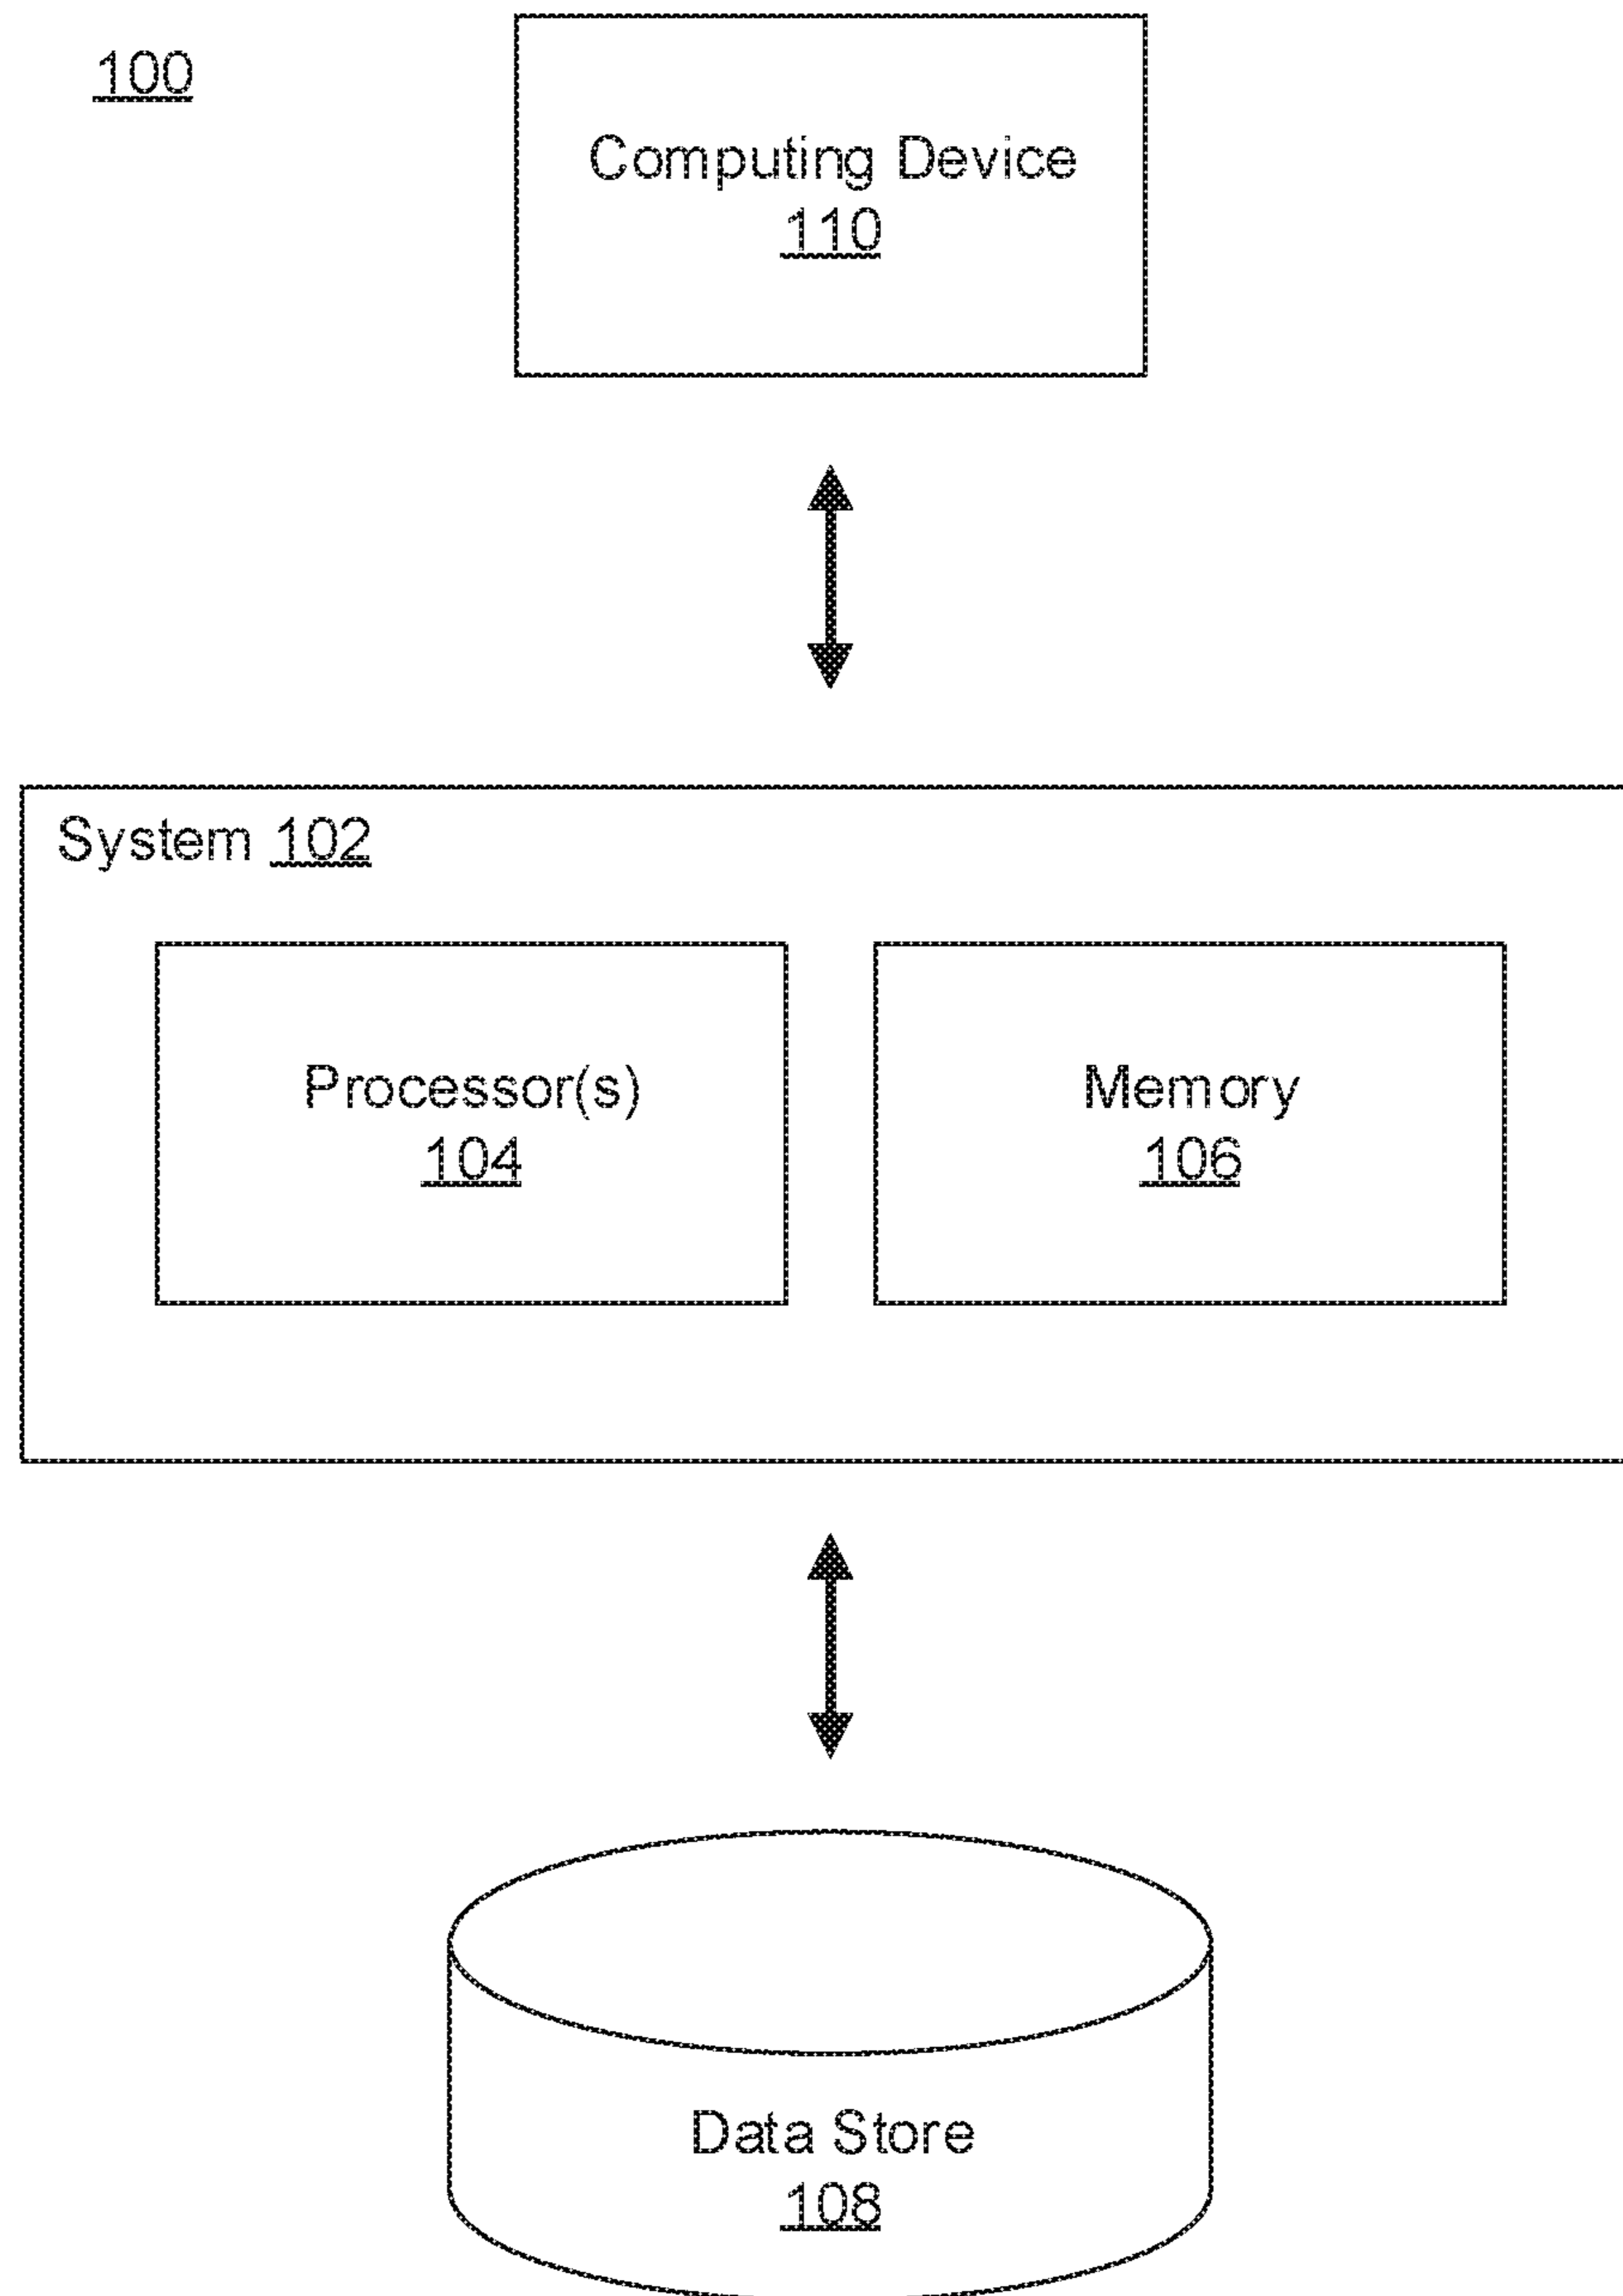 100
Computing Device
110
System 102
Processor(s)
104
Memory
106
Data Store
108